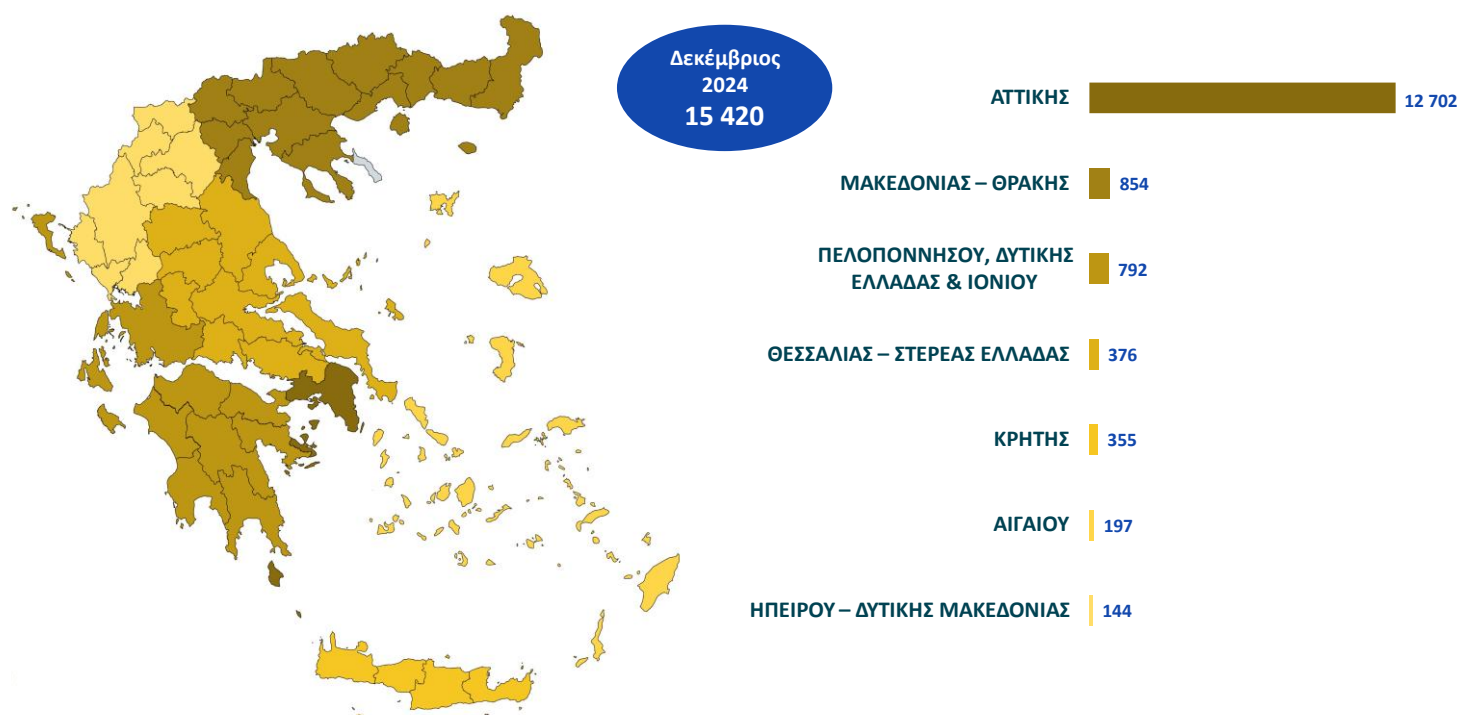 Δεκέμβριος
2024
15 420
ΑΤΤΙΚΗΣ
12 702
ΜΑΚΕΔΟΝΙΑΣ – ΘΡΑΚΗΣ
854
ΠΕΛΟΠΟΝΝΗΣΟΥ, ΔΥΤΙΚΗΣ
ΕΛΛΑΔΑΣ & ΙΟΝΙΟΥ
792
ΘΕΣΣΑΛΙΑΣ – ΣΤΕΡΕΑΣ ΕΛΛΑΔΑΣ
376
ΚΡΗΤΗΣ
355
ΑΙΓΑΙΟΥ
197
ΗΠΕΙΡΟΥ – ΔΥΤΙΚΗΣ ΜΑΚΕΔΟΝΙΑΣ
144